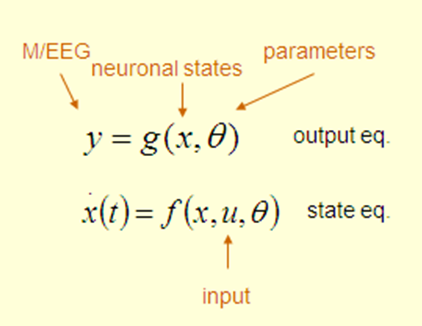 M/EEG
neuronal states
parameters
y = g(x, θ) output eq.
ẋ(t) = f(x, u, θ) state eq.
input